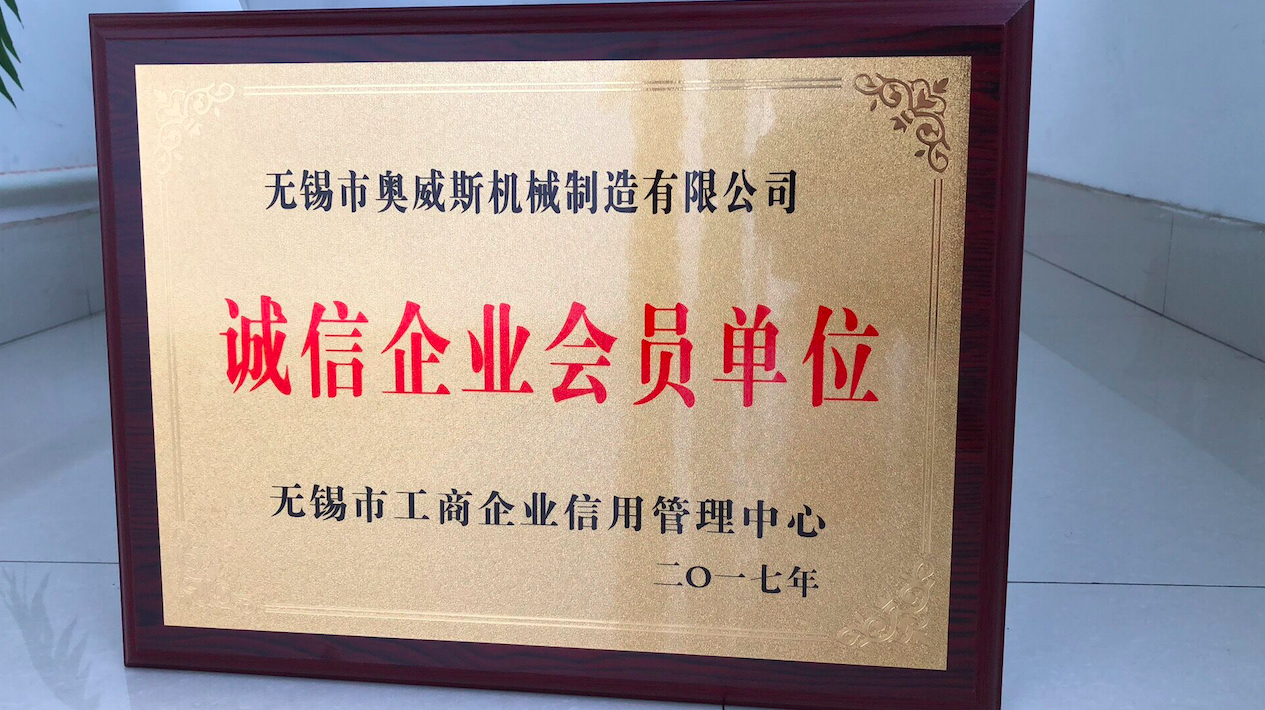 无锡市奥威斯机械制造有限公司
诚信企业会员单位
无锡市工商企业信用管理中心
二〇一七年